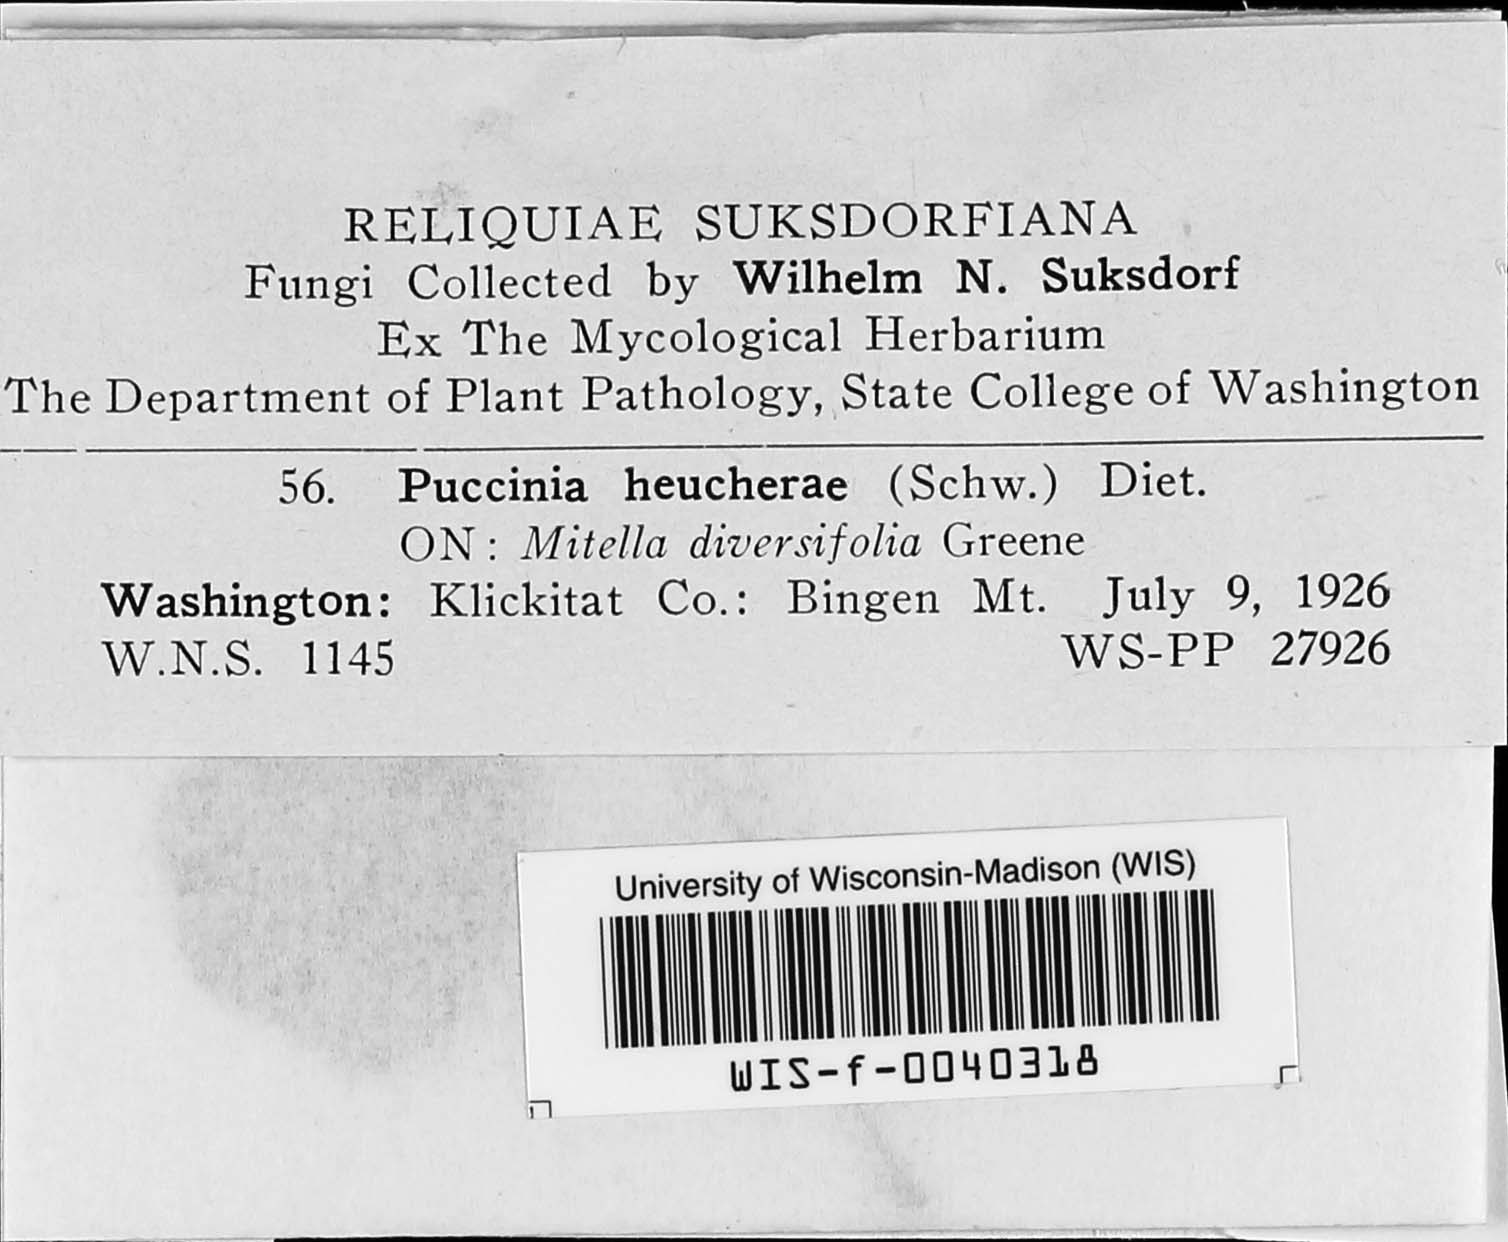 RELIQUIAE SUKSDORFIANA
Fungi Collected by Wilhelm N. Suksdorf
Ex The Mycological Herbarium
The Department of Plant Pathology, State College of Washington
56. Puccinia heucherae (Schw.) Diet.
ON: Mitella diversifolia Greene
Washington: Klickitat Co.: Bingen Mt. July 9, 1926
W.N.S. 1145 WS-PP 27926
University of Wisconsin-Madison (WIS)
WIS-f-0040318